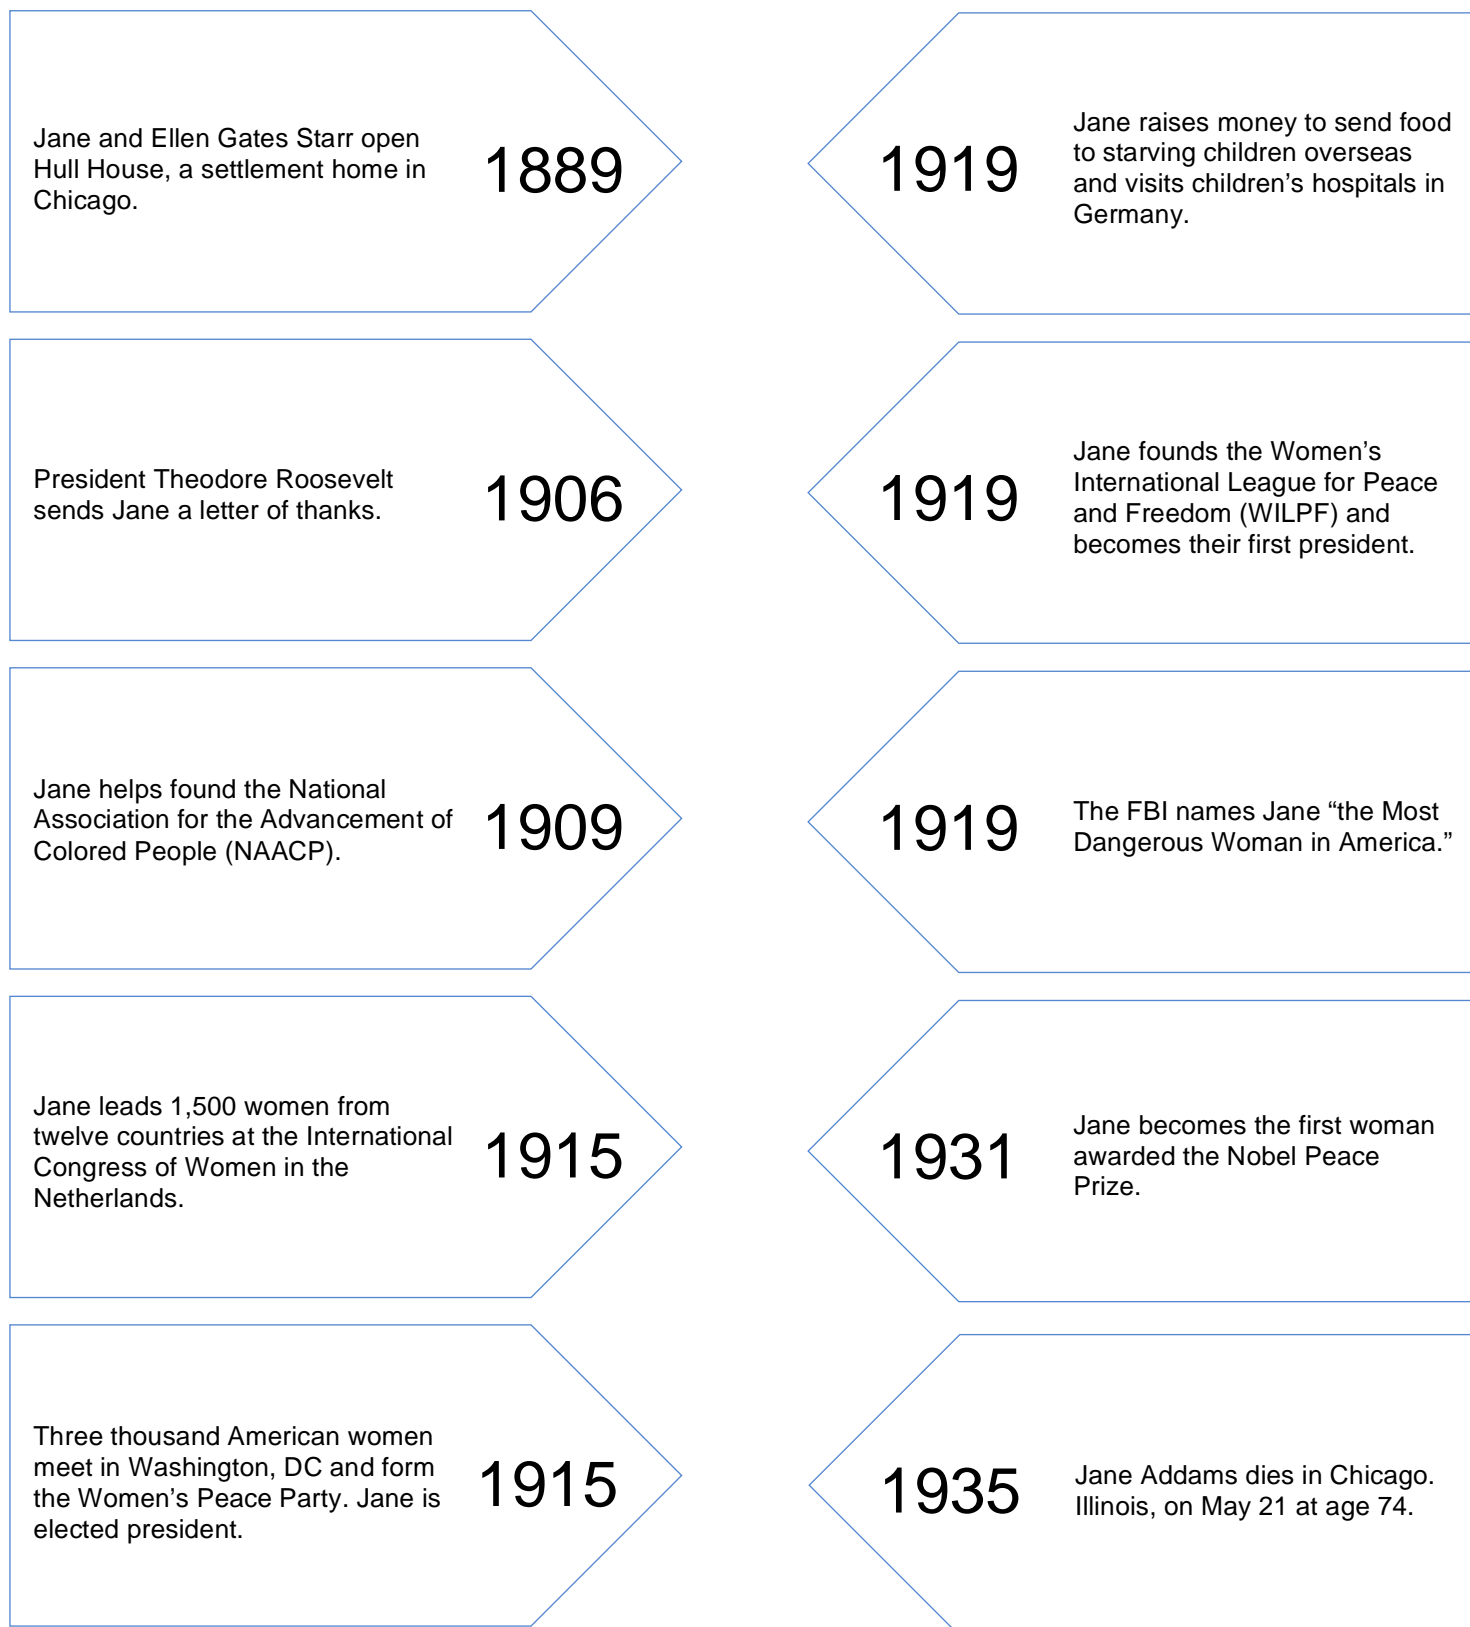 Jane and Ellen Gates Starr open
Hull House, a settlement home in
Chicago.
1889
President Theodore Roosevelt
sends Jane a letter of thanks.
1906
Jane helps found the National
Association for the Advancement of
Colored People (NAACP).
1909
Jane leads 1,500 women from
twelve countries at the International
Congress of Women in the
Netherlands.
1915
Three thousand American women
meet in Washington, DC and form
the Women’s Peace Party. Jane is
elected president.
1915
1919
Jane raises money to send food
to starving children overseas
and visits children’s hospitals in
Germany.
1919
Jane founds the Women’s
International League for Peace
and Freedom (WILPF) and
becomes their first president.
1919
The FBI names Jane “the Most
Dangerous Woman in America.”
1931
Jane becomes the first woman
awarded the Nobel Peace
Prize.
1935
Jane Addams dies in Chicago.
Illinois, on May 21 at age 74.